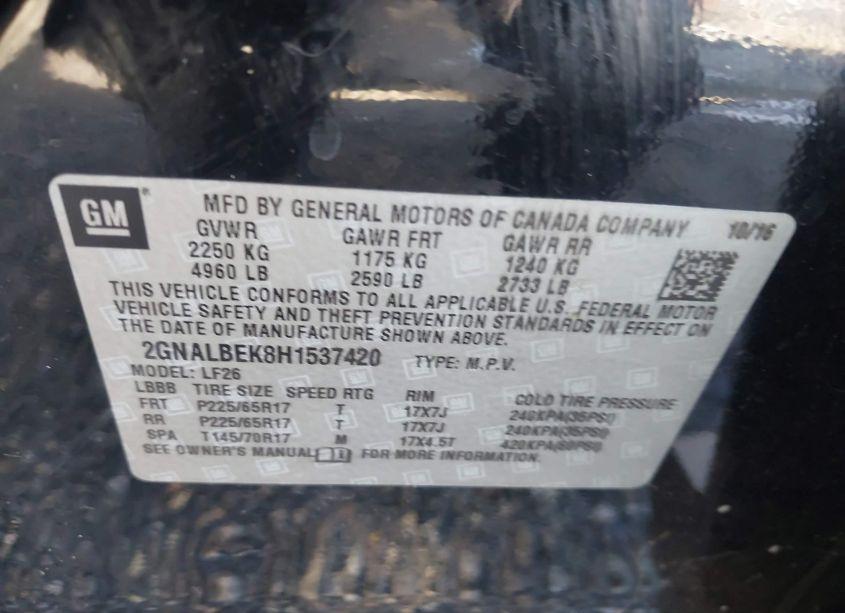 GM®
MFD BY GENERAL MOTORS OF CANADA COMPANY 10/16
GVWR GAWR FRT GAWR RR
2250 KG 1175 KG 1240 KG
4960 LB 2590 LB 2733 LB
THIS VEHICLE CONFORMS TO ALL APPLICABLE U.S. FEDERAL MOTOR
VEHICLE SAFETY AND THEFT PREVENTION STANDARDS IN EFFECT ON
THE DATE OF MANUFACTURE SHOWN ABOVE.
2GNALBEK8H1537420 TYPE: M.P.V.
MODEL: LF26
LBBB TIRE SIZE SPEED RTG RIM COLD TIRE PRESSURE
FRT P225/65R17 T 17X7J 240KPA(35PSI)
RR P225/65R17 T 17X7J 240KPA(35PSI)
SPA T145/70R17 M 17X4.5T 420KPA(60PSI)
SEE OWNER'S MANUAL FOR MORE INFORMATION.